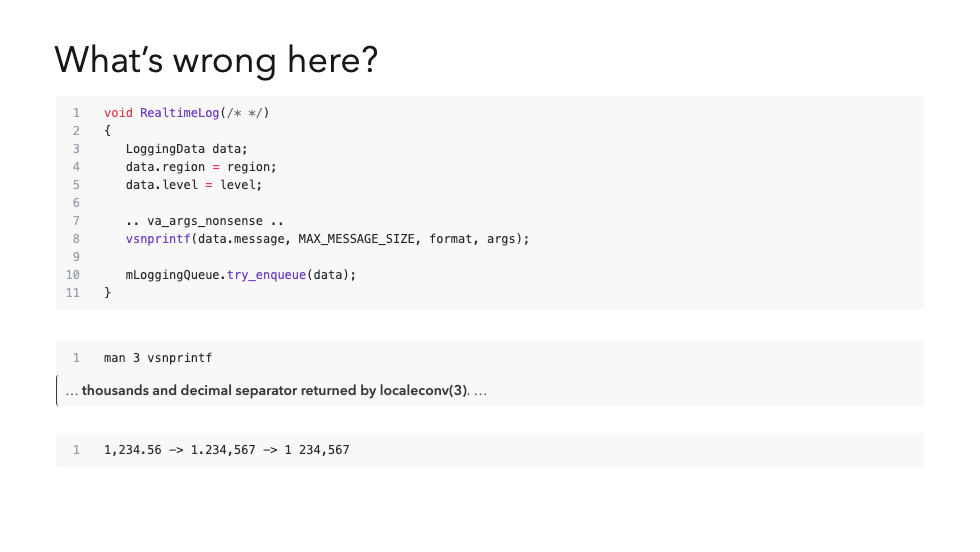 What’s wrong here?
1 void RealtimeLog(/* */)
2 {
3 LoggingData data;
4 data.region = region;
5 data.level = level;
6
7 .. va_args_nonsense ..
8 vsnprintf(data.message, MAX_MESSAGE_SIZE, format, args);
9
10 mLoggingQueue.try_enqueue(data);
11 }
1 man 3 vsnprintf
… thousands and decimal separator returned by localeconv(3). …
1 1,234.56 –> 1.234,567 –> 1 234,567